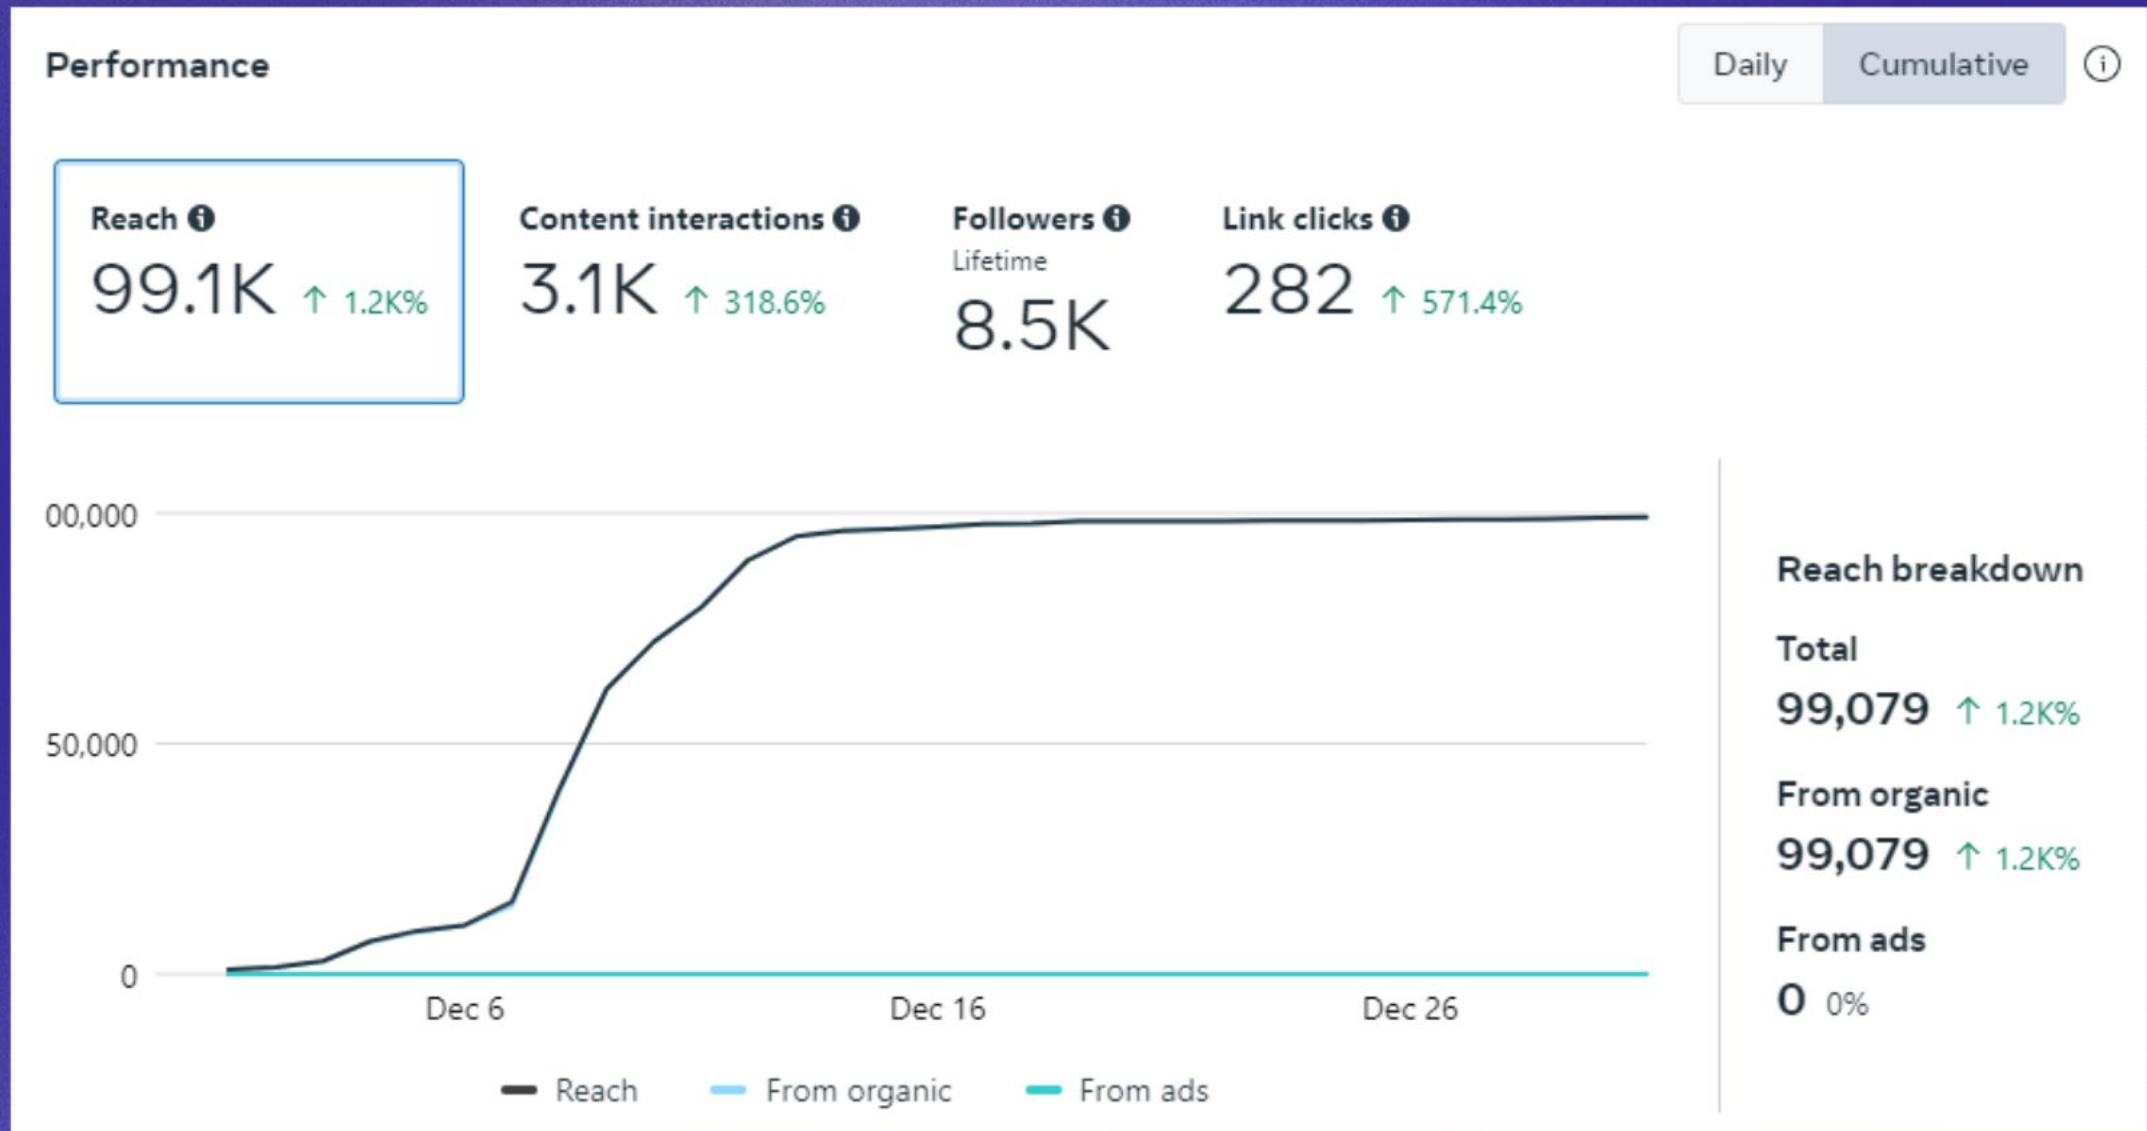 Performance
Daily
Cumulative
Reach
99.1K ↑ 1.2K%
Content interactions
3.1K ↑ 318.6%
Followers
Lifetime
8.5K
Link clicks
282 ↑ 571.4%
00,000
50,000
0
Dec 6
Dec 16
Dec 26
Reach
From organic
From ads
Reach breakdown
Total
99,079 ↑ 1.2K%
From organic
99,079 ↑ 1.2K%
From ads
0 0%